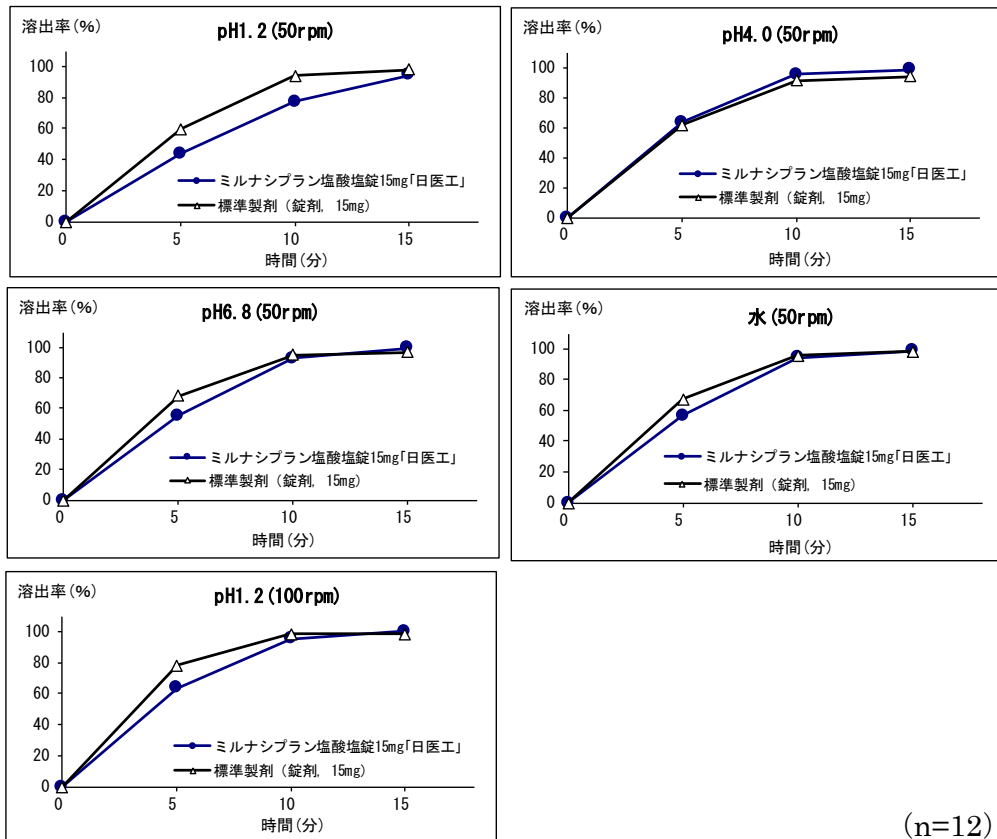 溶出率(%)
pH1.2(50rpm)
100
80
60
40
20
0
ミルナシプラン塩酸塩錠15mg「日医工」
標準製剤(錠剤, 15mg)
0 5 10 15
時間(分)
溶出率(%)
pH4.0(50rpm)
100
80
60
40
20
0
ミルナシプラン塩酸塩錠15mg「日医工」
標準製剤(錠剤, 15mg)
0 5 10 15
時間(分)
溶出率(%)
pH6.8(50rpm)
100
80
60
40
20
0
ミルナシプラン塩酸塩錠15mg「日医工」
標準製剤(錠剤, 15mg)
0 5 10 15
時間(分)
溶出率(%)
水(50rpm)
100
80
60
40
20
0
ミルナシプラン塩酸塩錠15mg「日医工」
標準製剤(錠剤, 15mg)
0 5 10 15
時間(分)
溶出率(%)
pH1.2(100rpm)
100
80
60
40
20
0
ミルナシプラン塩酸塩錠15mg「日医工」
標準製剤(錠剤, 15mg)
0 5 10 15
時間(分)
(n=12)